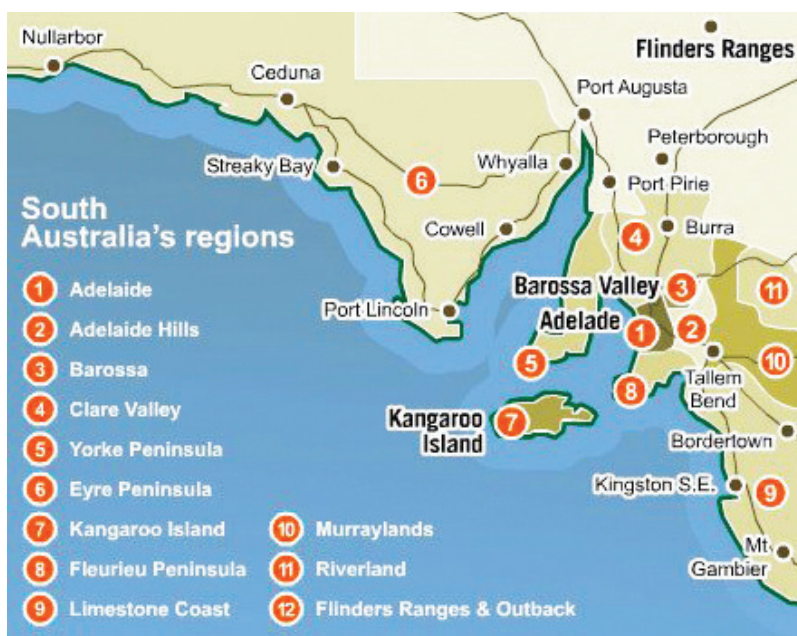 Nullarbor
Ceduna
Flinders Ranges
Port Augusta
Peterborough
Streaky Bay
Whyalla
6
Port Pirie
South
Australia's regions
Cowell
4
Burra
1 Adelaide
Barossa Valley
3
11
Port Lincoln
Adelade
1
2
2 Adelaide Hills
3 Barossa
5
10
Tallem
Bend
4 Clare Valley
8
Kangaroo
Island
7
Bordertown
5 Yorke Peninsula
6 Eyre Peninsula
Kingston S.E.
9
7 Kangaroo Island
10 Murraylands
Mt
Gambier
8 Fleurieu Peninsula
11 Riverland
9 Limestone Coast
12 Flinders Ranges & Outback